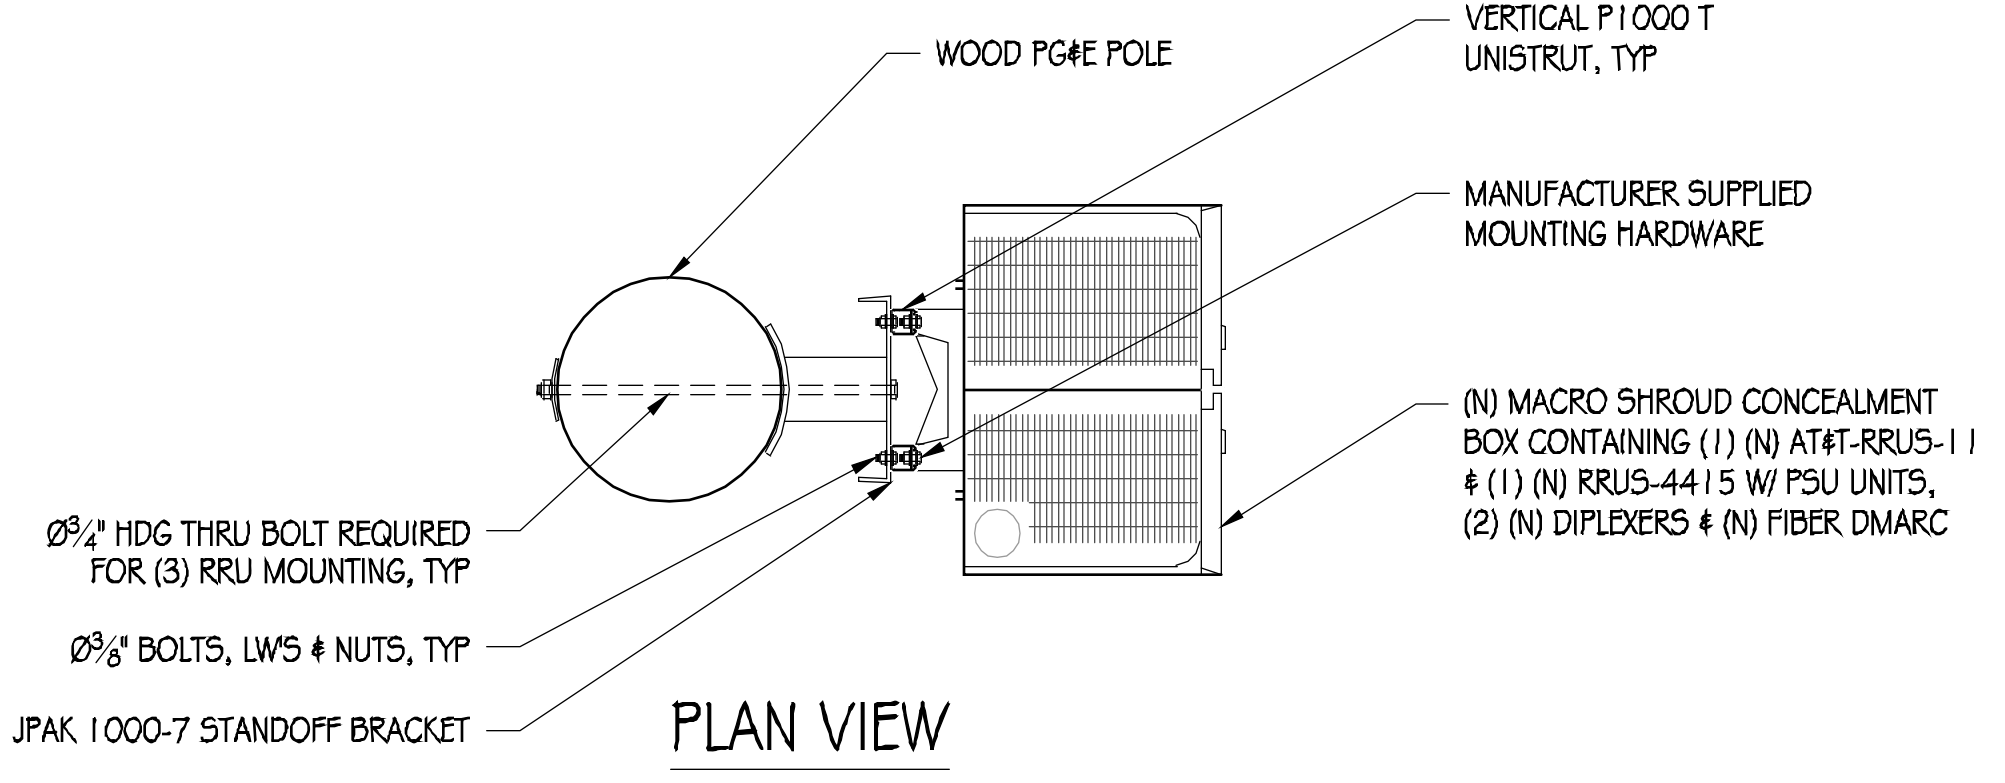 WOOD PG&E POLE
VERTICAL P1000 T
UNISTRUT, TYP
MANUFACTURER SUPPLIED
MOUNTING HARDWARE
(N) MACRO SHROUD CONCEALMENT
BOX CONTAINING (1) (N) AT&T-RRUS-11
& (1) (N) RRUS-4415 W/ PSU UNITS,
(2) (N) DIPLEXERS & (N) FIBER DMARC
Ø3/4" HDG THRU BOLT REQUIRED
FOR (3) RRU MOUNTING, TYP
Ø3/8" BOLTS, LW'S & NUTS, TYP
JPAK 1000-7 STANDOFF BRACKET
PLAN VIEW